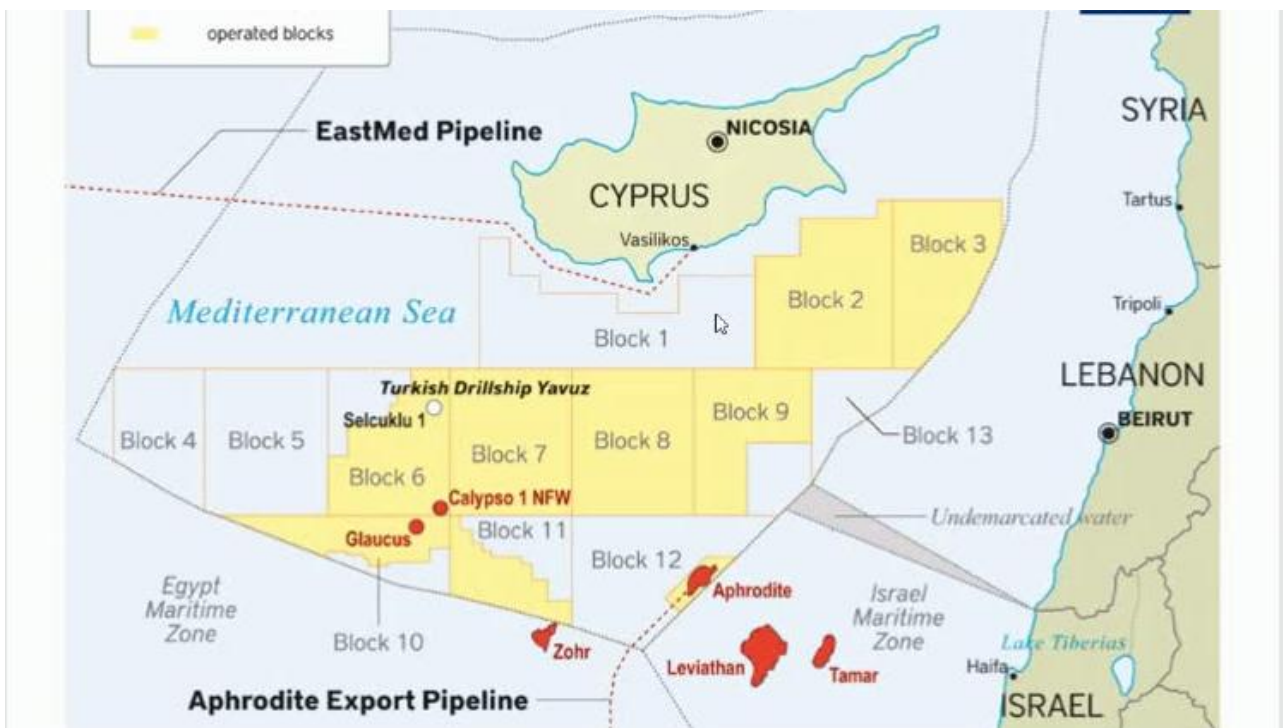 operated blocks
SYRIA
EastMed Pipeline
NICOSIA
CYPRUS
Tartus
Vasilikos
Block 3
Block 2
Mediterranean Sea
Tripoli
Block 1
LEBANON
Turkish Drillship Yavuz
Selcuklu 1
Block 9
BEIRUT
Block 4
Block 5
Block 7
Block 8
Block 13
Block 6
Calypso 1 NFW
Undemarcated water
Glaucus
Block 11
Block 12
Egypt
Maritime
Zone
Aphrodite
Israel
Maritime
Zone
Block 10
Zohr
Lake Tiberias
Leviathan
Tamar
Haifa
Aphrodite Export Pipeline
ISRAEL